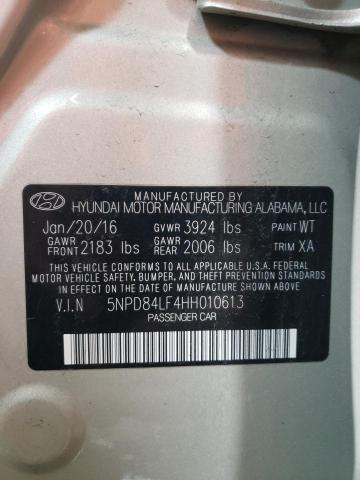 MANUFACTURED BY
HYUNDAI MOTOR MANUFACTURING ALABAMA, LLC
Jan/20/16 GVWR 3924 lbs PAINT WT
GAWR FRONT 2183 lbs GAWR REAR 2006 lbs TRIM XA
THIS VEHICLE CONFORMS TO ALL APPLICABLE U.S.A. FEDERAL
MOTOR VEHICLE SAFETY, BUMPER, AND THEFT PREVENTION
STANDARDS IN EFFECT ON THE DATE OF MANUFACTURE SHOWN ABOVE.
V.I.N 5NPD84LF4HH010613
PASSENGER CAR